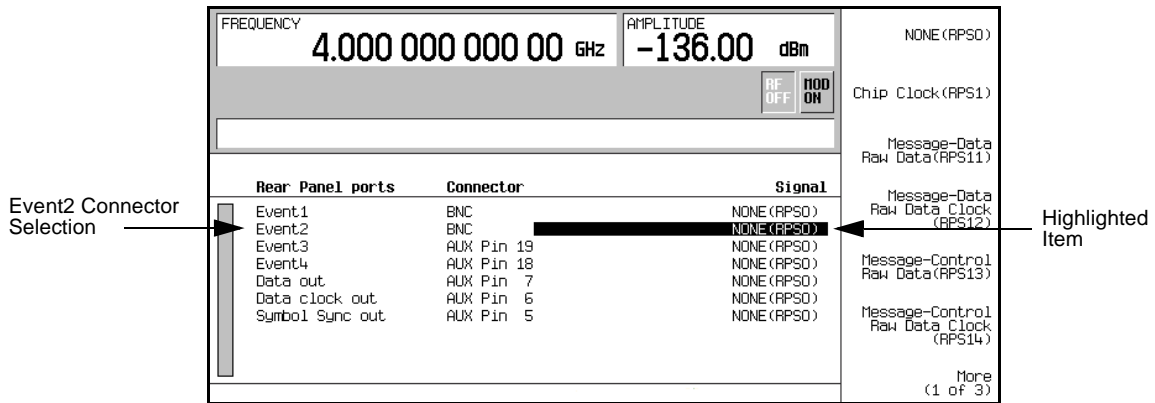 FREQUENCY
4.000 000 000 00 GHz
AMPLITUDE
-136.00 dBm
RF OFF
MOD ON
Rear Panel ports Connector Signal
Event1 BNC NONE(RPS0)
Event2 BNC NONE(RPS0)
Event3 AUX Pin 19 NONE(RPS0)
Event4 AUX Pin 18 NONE(RPS0)
Data out AUX Pin 7 NONE(RPS0)
Data clock out AUX Pin 6 NONE(RPS0)
Symbol Sync out AUX Pin 5 NONE(RPS0)
NONE(RPS0)
Chip Clock(RPS1)
Message-Data
Raw Data(RPS11)
Message-Data
Raw Data Clock
(RPS12)
Message-Control
Raw Data(RPS13)
Message-Control
Raw Data Clock
(RPS14)
More
(1 of 3)
Event2 Connector
Selection
Highlighted
Item